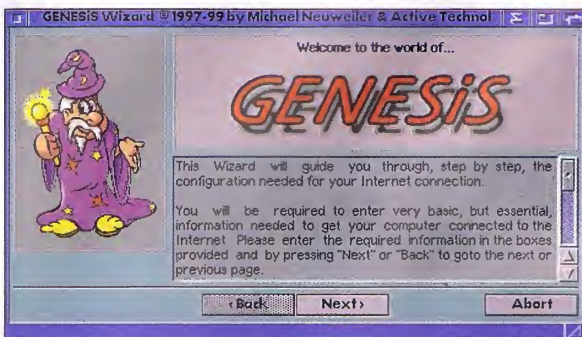 GENESiS Wizard ©1997-99 by Michael Neuweiler & Active Technol
Welcome to the world of...
GENESiS
This Wizard will guide you through, step by step, the
configuration needed for your Internet connection.
You will be required to enter very basic, but essential,
information needed to get your computer connected to the
Internet Please enter the required information in the boxes
provided and by pressing "Next" or "Back" to goto the next or
previous page.
‹Back
Next›
Abort